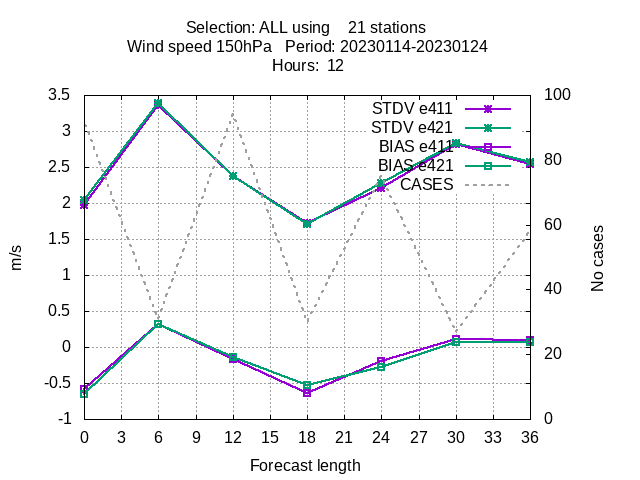 Selection: ALL using    21 stations
Wind speed 150hPa   Period: 20230114-20230124
Hours:  12
3.5
3
2.5
2
1.5
1
0.5
0
-0.5
-1
100
80
60
40
20
0
STDV e411
STDV e421
BIAS e411
BIAS e421
CASES
m/s
No cases
0 3 6 9 12 15 18 21 24 27 30 33 36
Forecast length